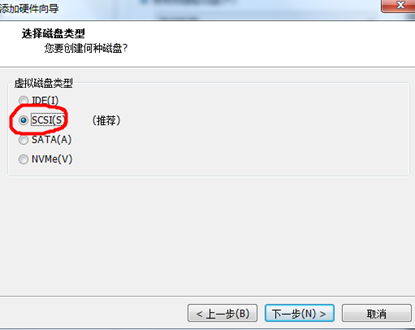 添加硬件向导
选择磁盘类型
您要创建何种磁盘?
虚拟磁盘类型
IDE(I)
SCSI(S) （推荐）
SATA(A)
NVMe(V)
< 上一步(B)
下一步(N) >
取消